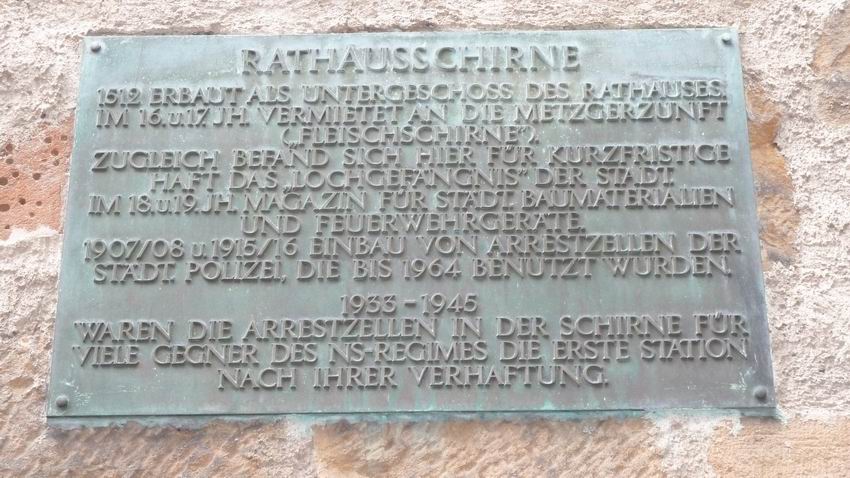 RATHAUSSCHIRNE
1512 ERBAUT ALS UNTERGESCHOSS DES RATHAUSES.
IM 16. u. 17. JH. VERMIETET AN DIE METZGERZUNFT
(„FLEISCHSCHIRNE“).
ZUGLEICH BEFAND SICH HIER FÜR KURZFRISTIGE
HAFT DAS „LOCHGEFÄNGNIS“ DER STADT.
IM 18. u. 19. JH. MAGAZIN FÜR STÄDT. BAUMATERIALIEN
UND FEUERWEHRGERÄTE.
1907/08 u. 1915/16 EINBAU VON ARRESTZELLEN DER
STÄDT. POLIZEI, DIE BIS 1964 BENÜTZT WURDEN.
1933 - 1945
WAREN DIE ARRESTZELLEN IN DER SCHIRNE FÜR
VIELE GEGNER DES NS-REGIMES DIE ERSTE STATION
NACH IHRER VERHAFTUNG.